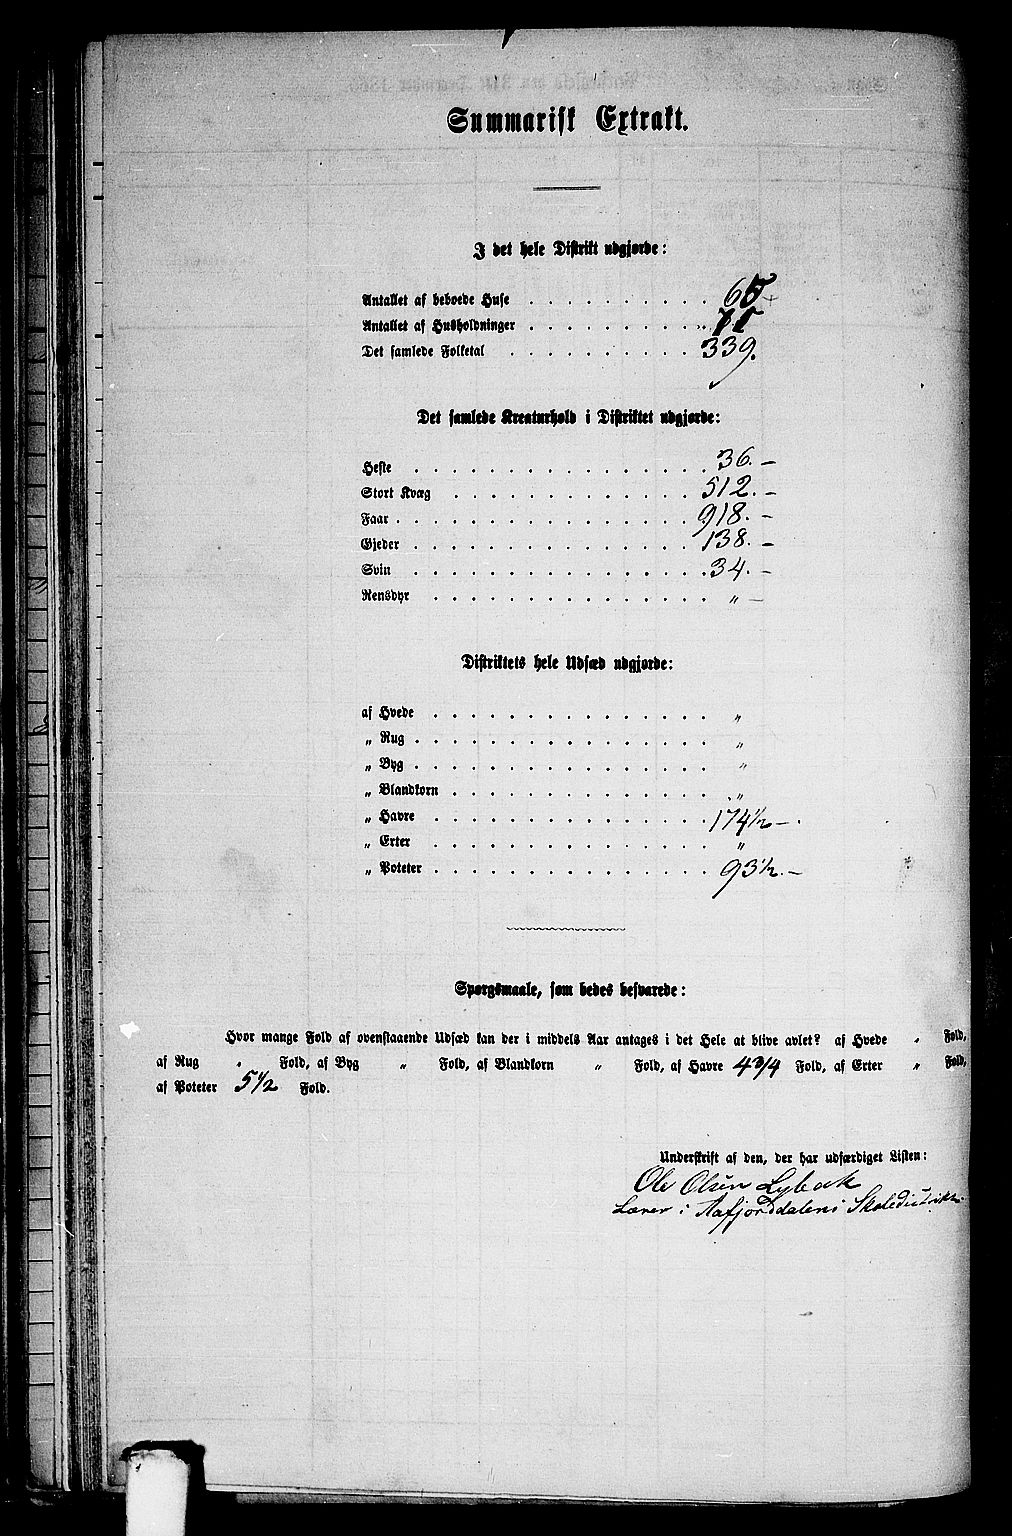 Summarisk Extrakt.
I det hele Distrikt udgjorde:
Antallet af beboede Huse . . . . . . . . . . 65
Antallet af Husholdninger . . . . . . . . . . 71
Det samlede Folketal . . . . . . . . . . 339.
Det samlede Kreaturhold i Distriktet udgjorde:
Heste . . . . . . . . . . . . . . . . 36. –
Stort Kvæg . . . . . . . . . . . . . . 512. –
Faar . . . . . . . . . . . . . . . . . 918. –
Gjeder . . . . . . . . . . . . . . . . 138. –
Svin . . . . . . . . . . . . . . . . 34. –
Rensdyr . . . . . . . . . . . . . . . „ –
Distriktets hele Udsæd udgjorde:
af Hvede . . . . . . . . . . . . . . . „
„ Rug . . . . . . . . . . . . . . . . „
„ Byg . . . . . . . . . . . . . . . . „
„ Blandkorn . . . . . . . . . . . . . . „
„ Havre . . . . . . . . . . . . . . . 174½ –
„ Erter . . . . . . . . . . . . . . . „
„ Poteter . . . . . . . . . . . . . . . 93½. –
Spørgsmaale, som bedes besvarede:
Hvor mange Fold af ovenstaaende Udsæd kan der i middels Aar antages i det Hele at blive avlet? af Hvede „ Fold,
af Rug „ Fold, af Byg „ Fold, af Blandkorn „ Fold, af Havre 4 3/4 Fold, af Erter „ Fold,
af Poteter 5½ Fold.
Underskrift af den, der har udfærdiget Listen:
Ole Olsen Lybæk
Lærer i Aafjorddalens Skoledistrikt.